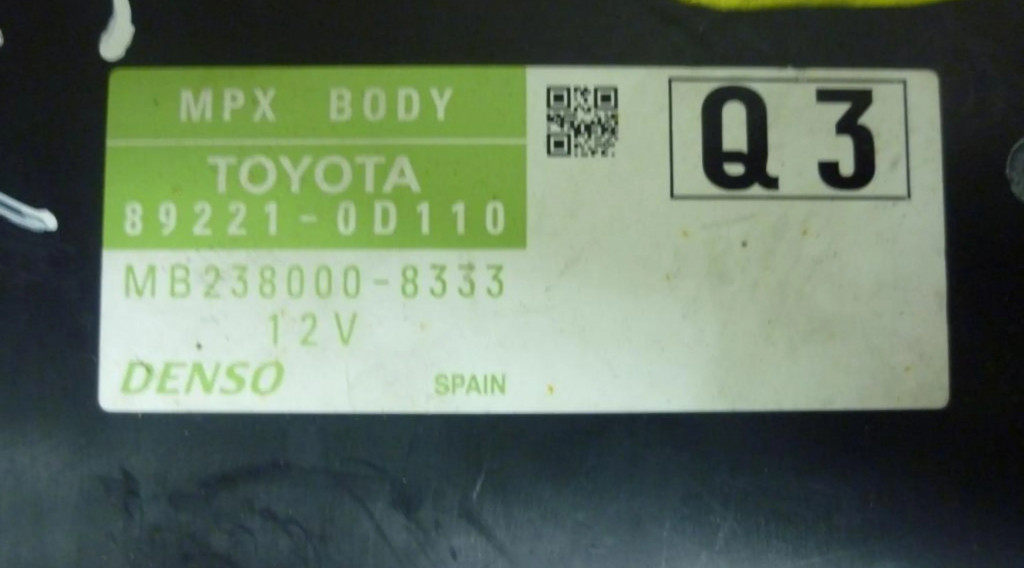 MPX BODY
Q3
TOYOTA
89221-0D110
MB238000-8333
12V
DENSO SPAIN